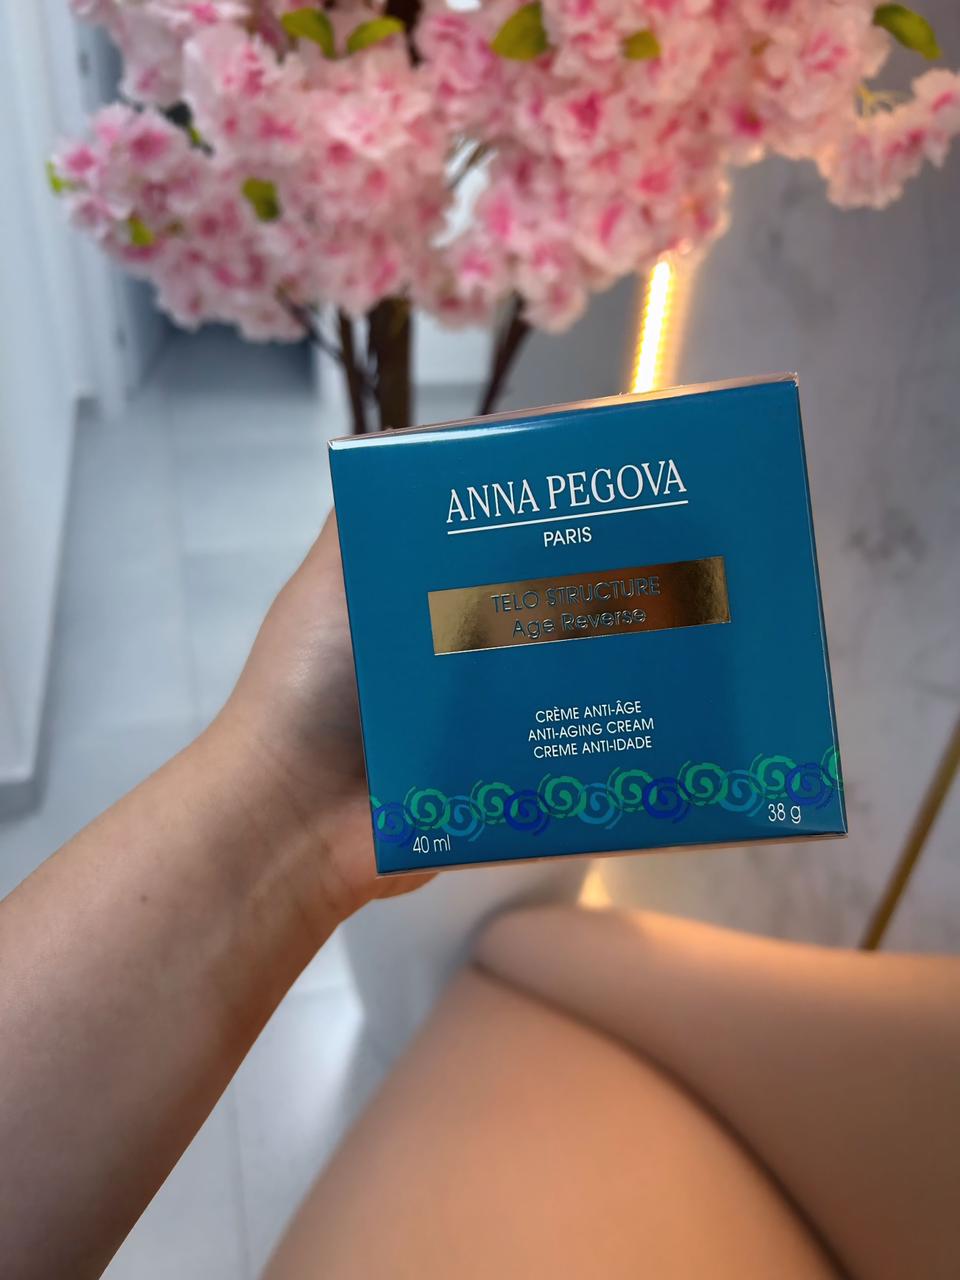 ANNA PEGOVA
PARIS
TELO STRUCTURE
Age Reverse
CRÈME ANTI-ÂGE
ANTI-AGING CREAM
CREME ANTI-IDADE
40 ml
38 g